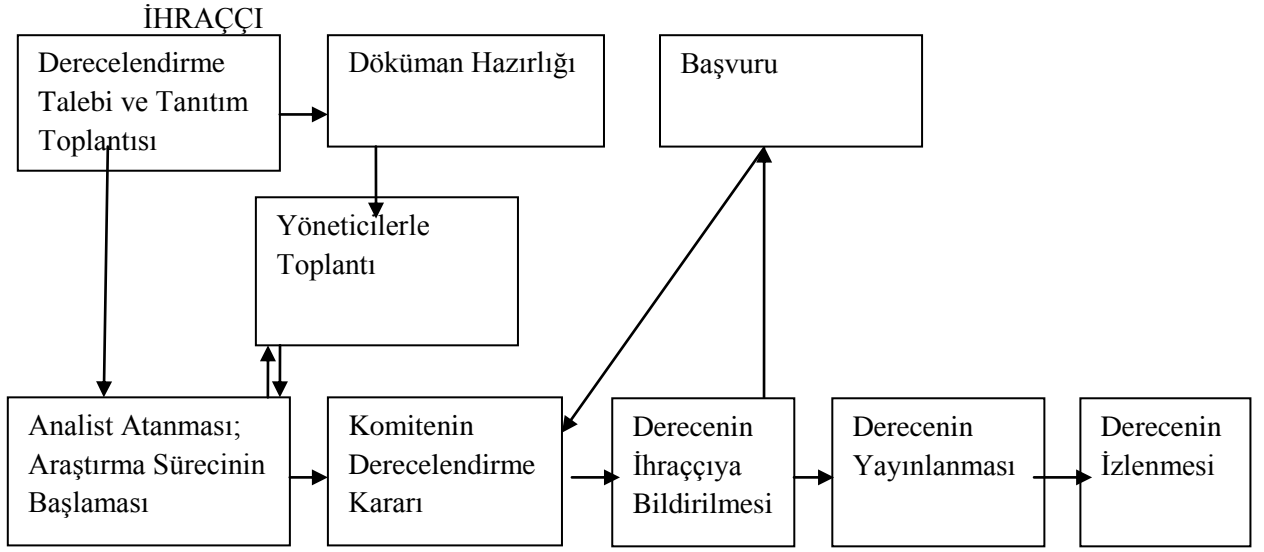 İHRAÇÇI
Derecelendirme
Talebi ve Tanıtım
Toplantısı
Döküman Hazırlığı
Başvuru
Yöneticilerle
Toplantı
Analist Atanması;
Araştırma Sürecinin
Başlaması
Komitenin
Derecelendirme
Kararı
Derecenin
İhraççıya
Bildirilmesi
Derecenin
Yayınlanması
Derecenin
İzlenmesi